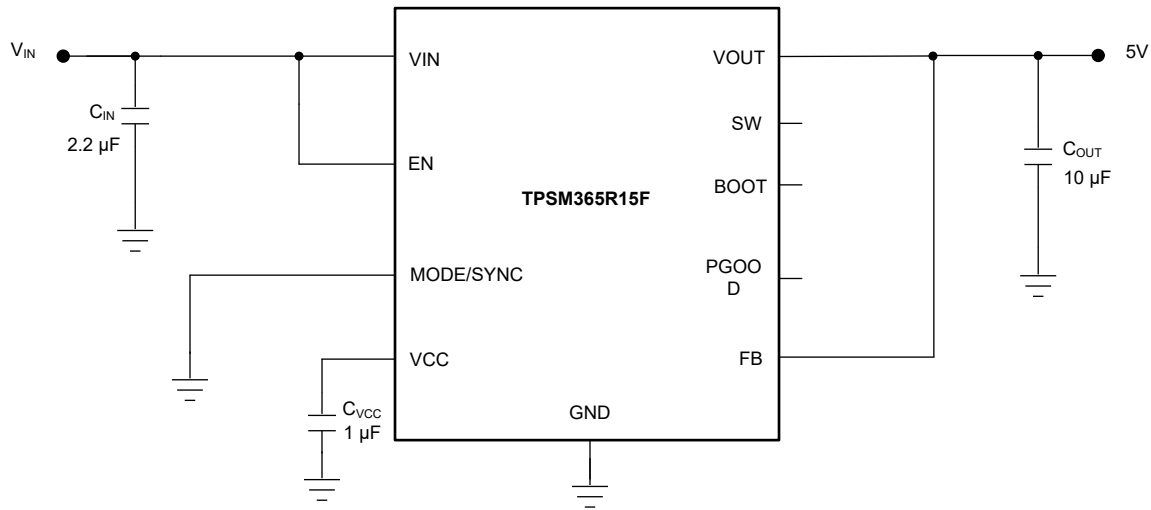 VIN
CIN
2.2 µF
VIN
EN
MODE/SYNC
VCC
CVCC
1 µF
TPSM365R15F
GND
VOUT
SW
BOOT
PGOO
D
FB
5V
COUT
10 µF